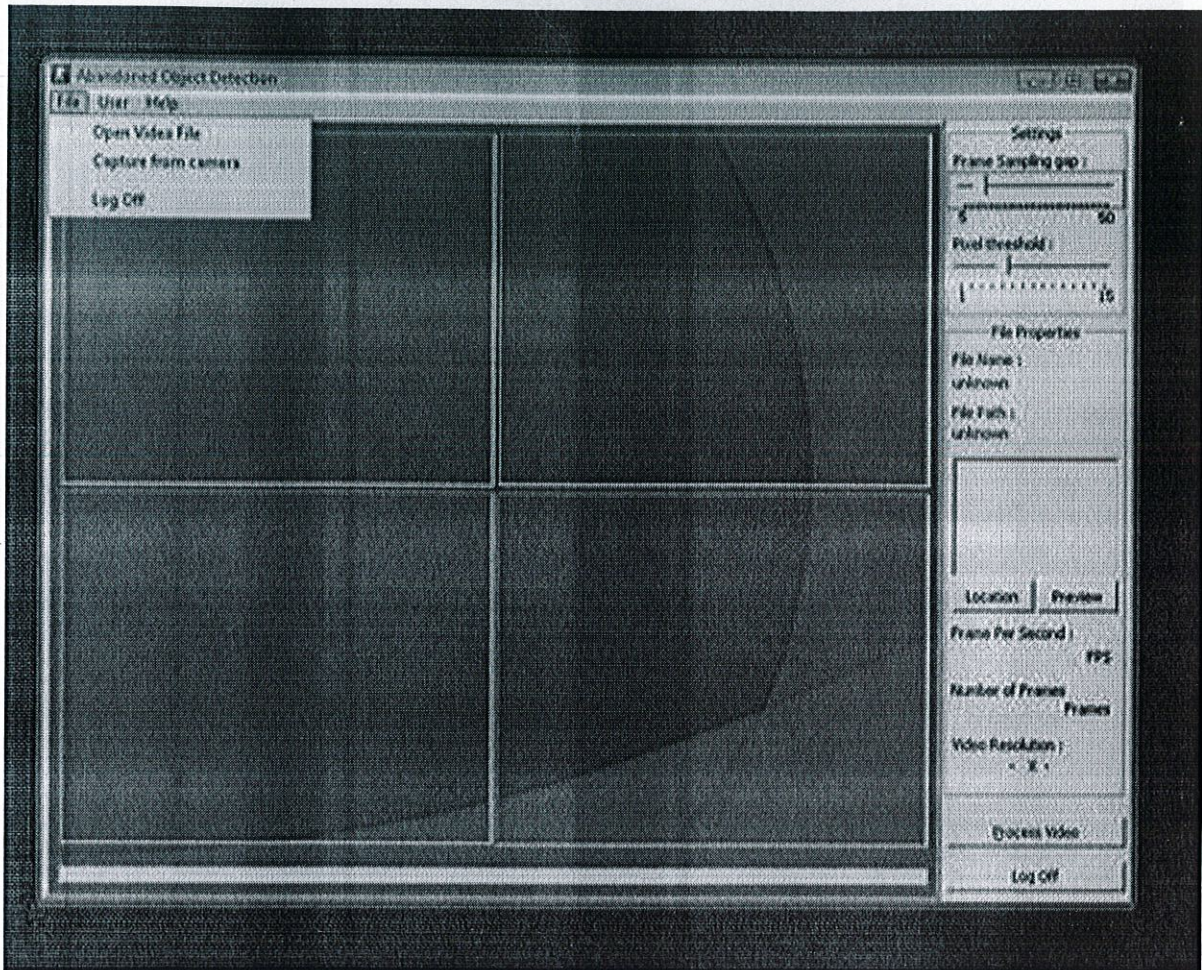 Abandoned Object Detection
File User Help
Open Video File
Capture from camera
Log Off
Settings
Frame Sampling gap :
5 50
Pixel threshold :
1 15
File Properties
File Name :
unknown
File Path :
unknown
Location Preview
Frame Per Second :
FPS
Number of Frames
Frames
Video Resolution :
- X -
Process Video
Log Off